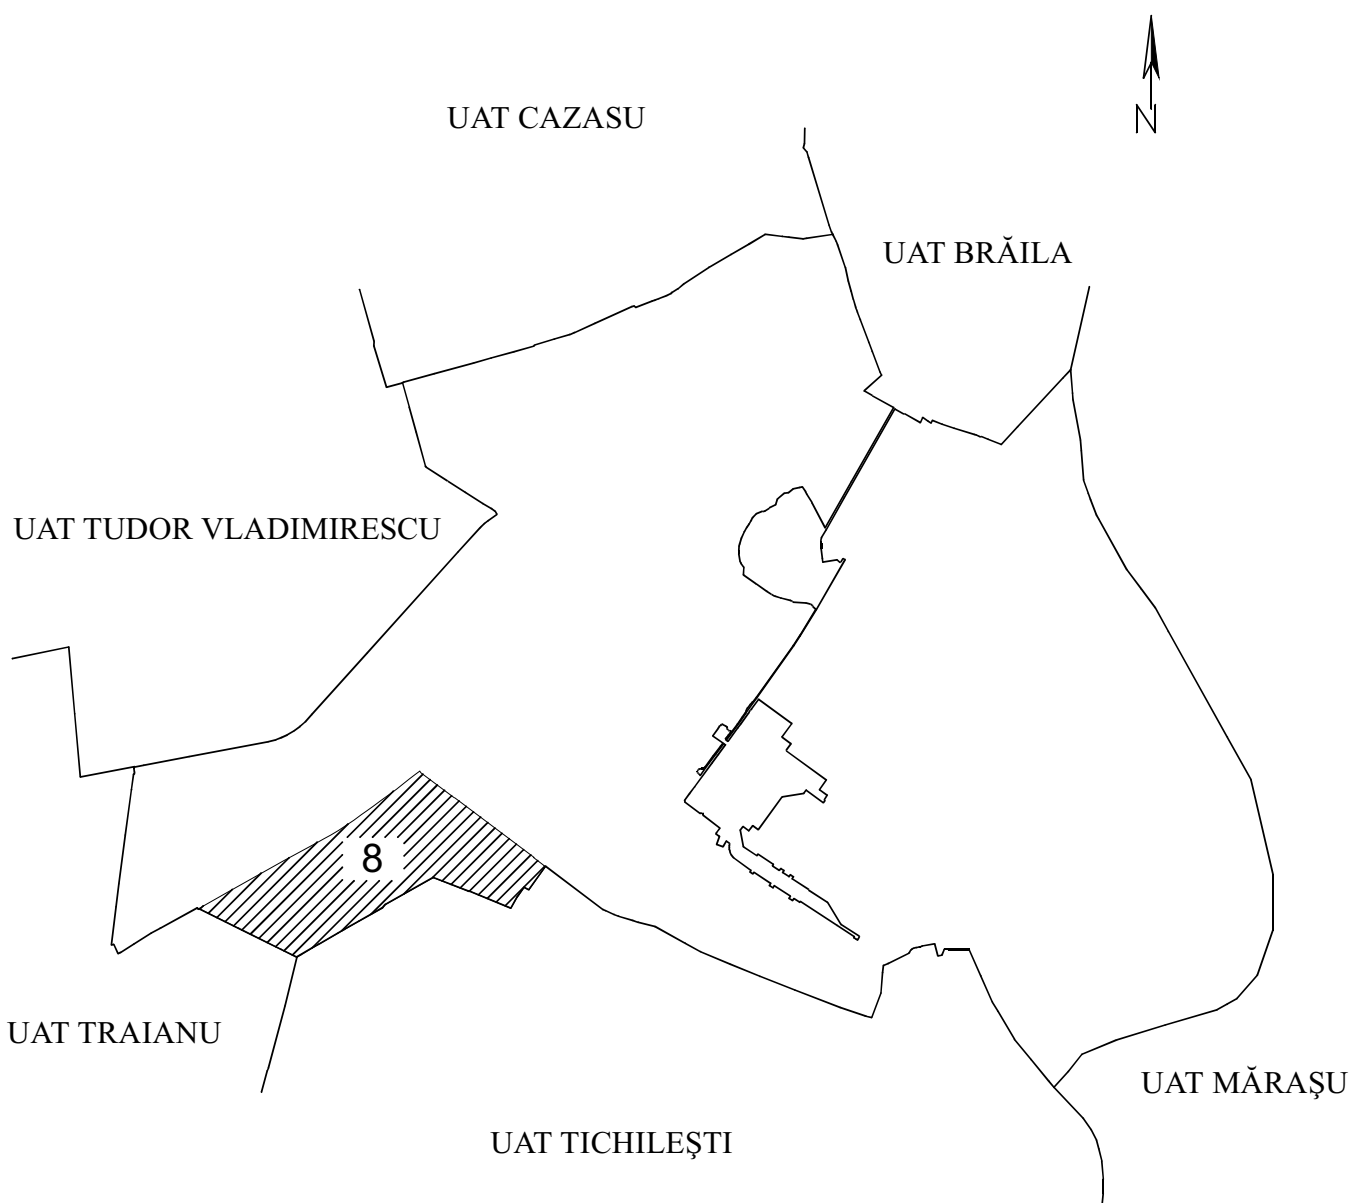 N
UAT CAZASU
UAT BRĂILA
UAT TUDOR VLADIMIRESCU
8
UAT TRAIANU
UAT MĂRAŞU
UAT TICHILEŞTI